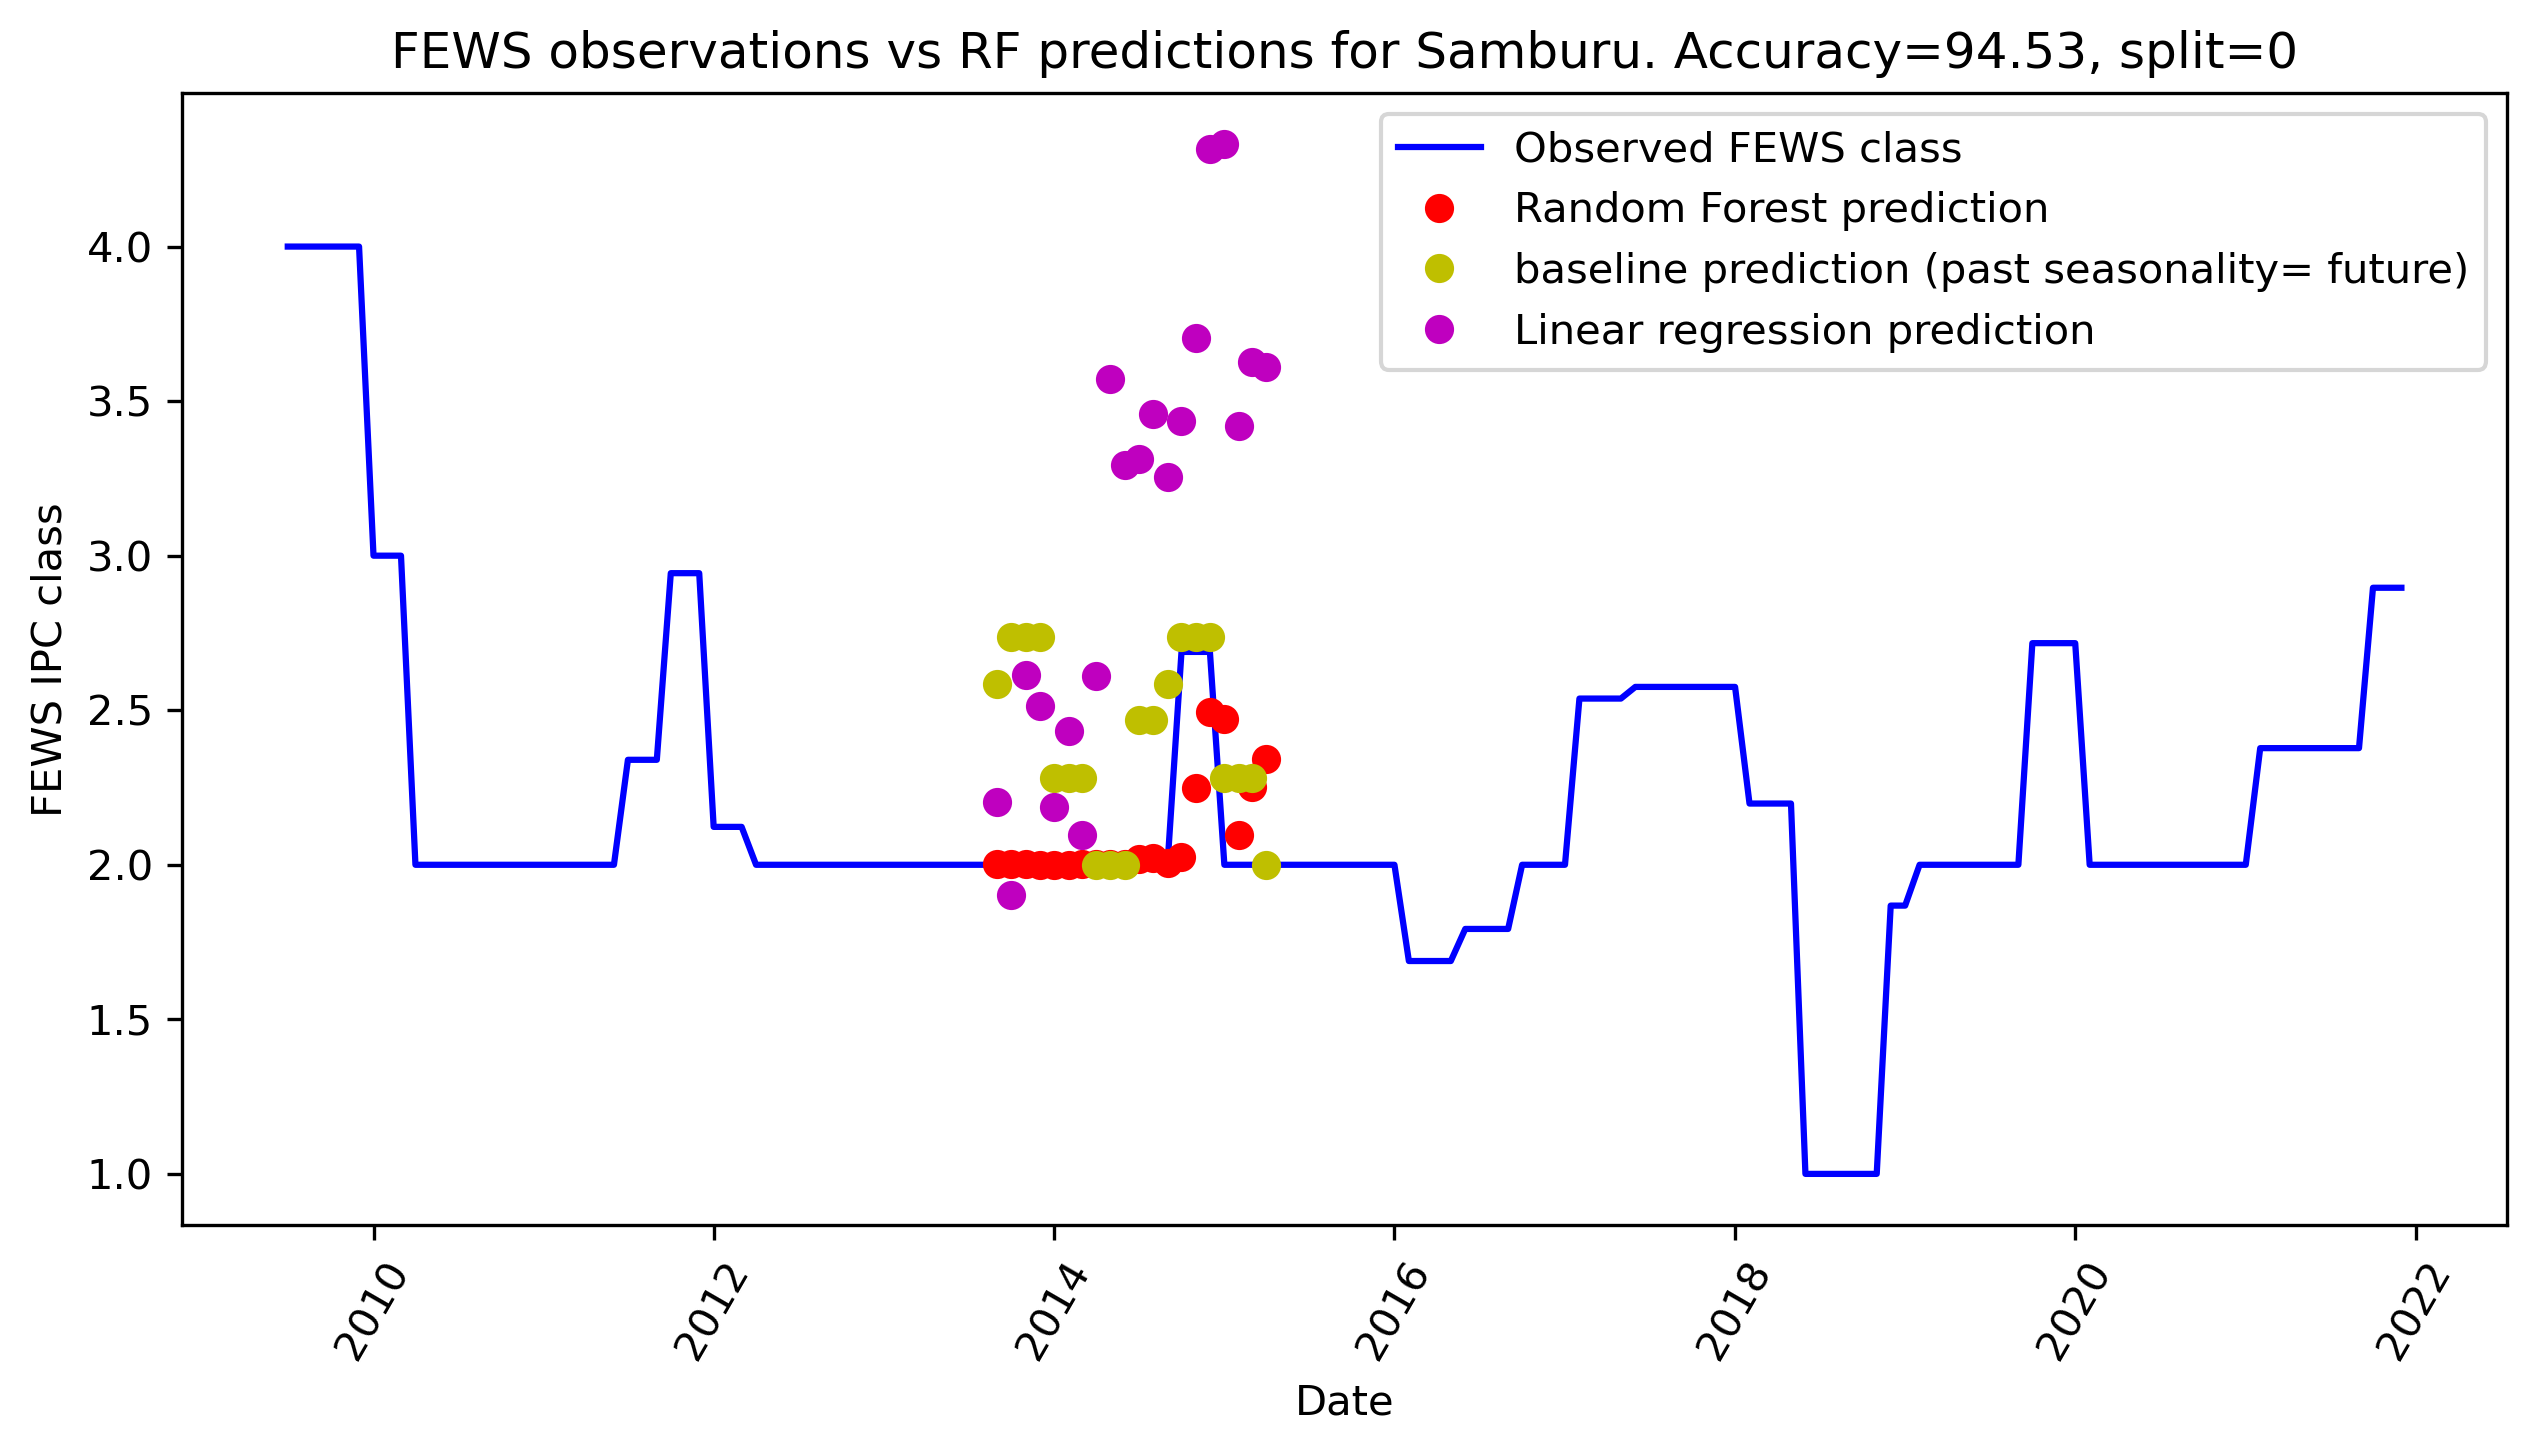 FEWS observations vs RF predictions for Samburu. Accuracy=94.53, split=0
Observed FEWS class
Random Forest prediction
baseline prediction (past seasonality= future)
Linear regression prediction
FEWS IPC class
4.0
3.5
3.0
2.5
2.0
1.5
1.0
2010
2012
2014
2016
2018
2020
2022
Date